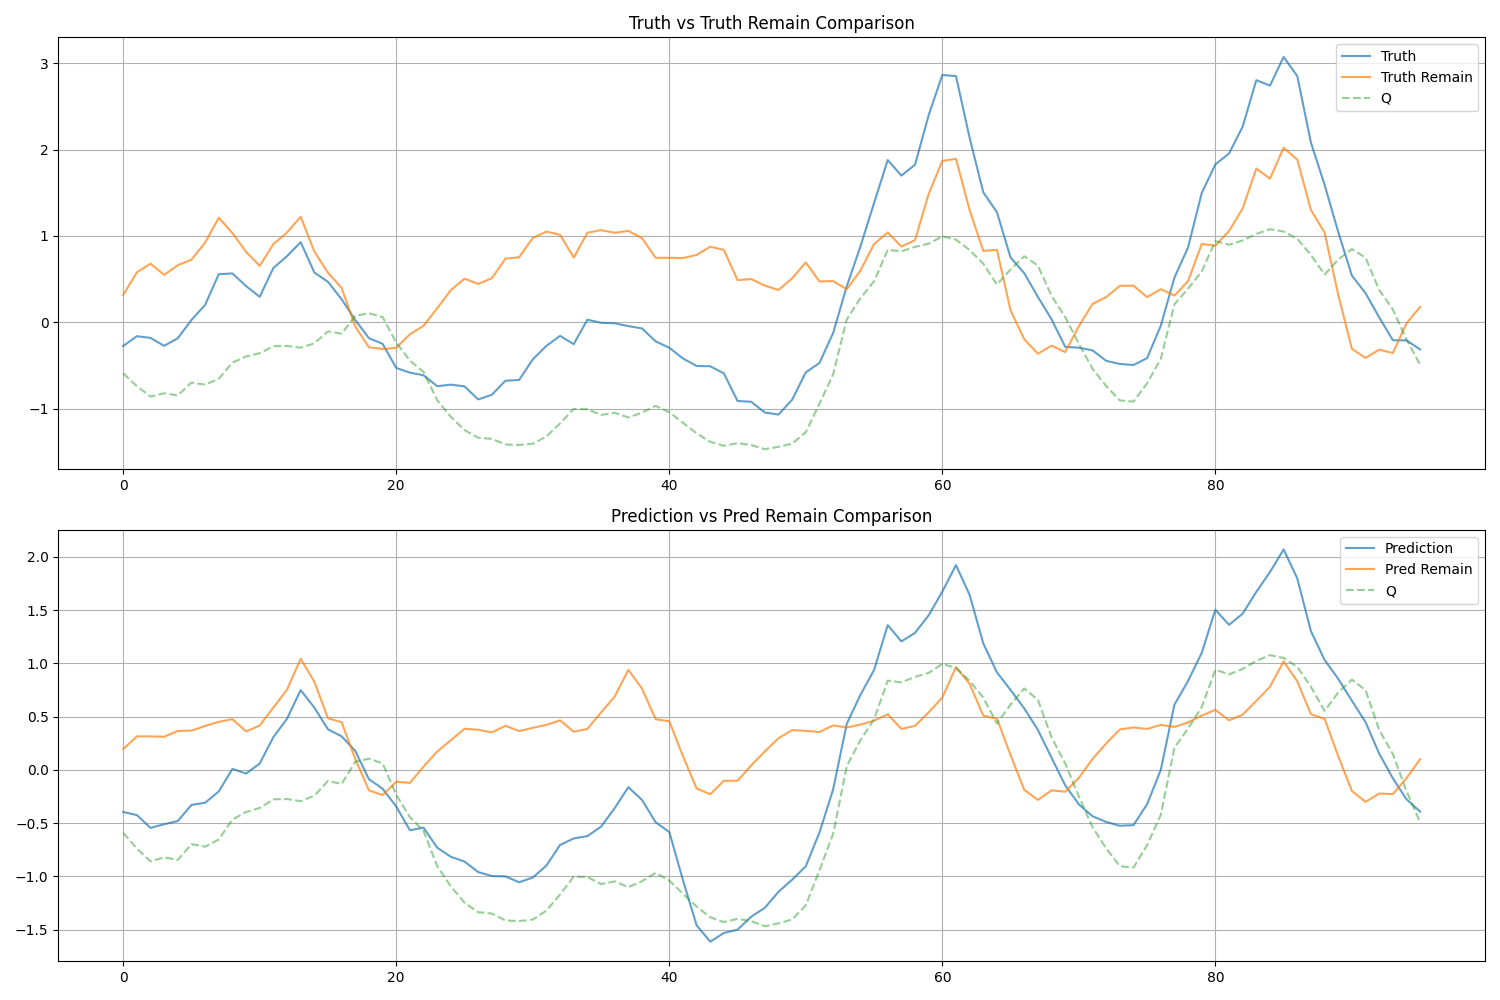 Truth vs Truth Remain Comparison
Truth
Truth Remain
Q
3
2
1
0
−1
0 20 40 60 80
Prediction vs Pred Remain Comparison
Prediction
Pred Remain
Q
2.0
1.5
1.0
0.5
0.0
−0.5
−1.0
−1.5
0 20 40 60 80